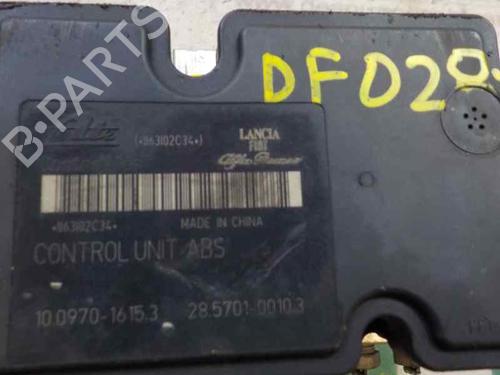 DF028
B-PARTS
(*863102C34*)
LANCIA
FIAT
Alfa Romeo
*863102C34*
MADE IN CHINA
CONTROL UNIT ABS
10.0970-1615.3
28.5701-0010.3